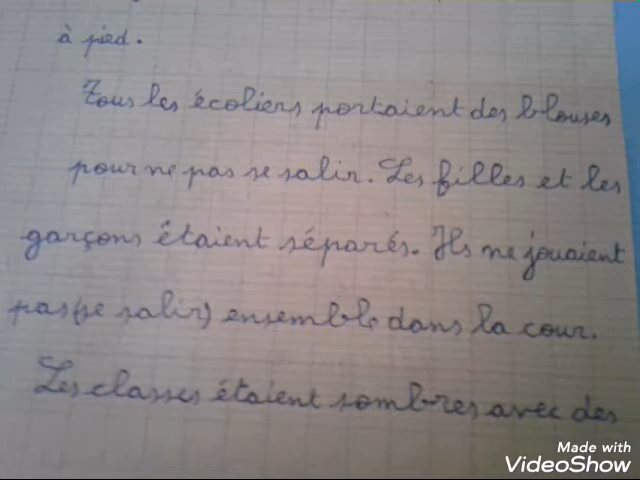 à pied.
Tous les écoliers portaient des blouses
pour ne pas se salir. Les filles et les
garçons étaient séparés. Ils ne jouaient
pas (se salir) ensemble dans la cour.
Les classes étaient sombres avec des
Made with
VideoShow